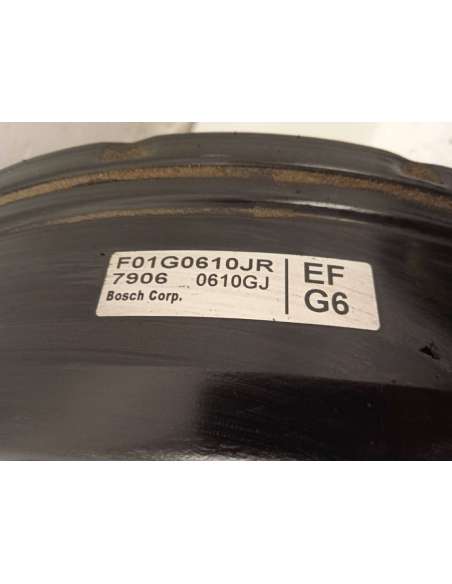 F01G0610JR
7906 0610GJ
Bosch Corp.
EF
G6